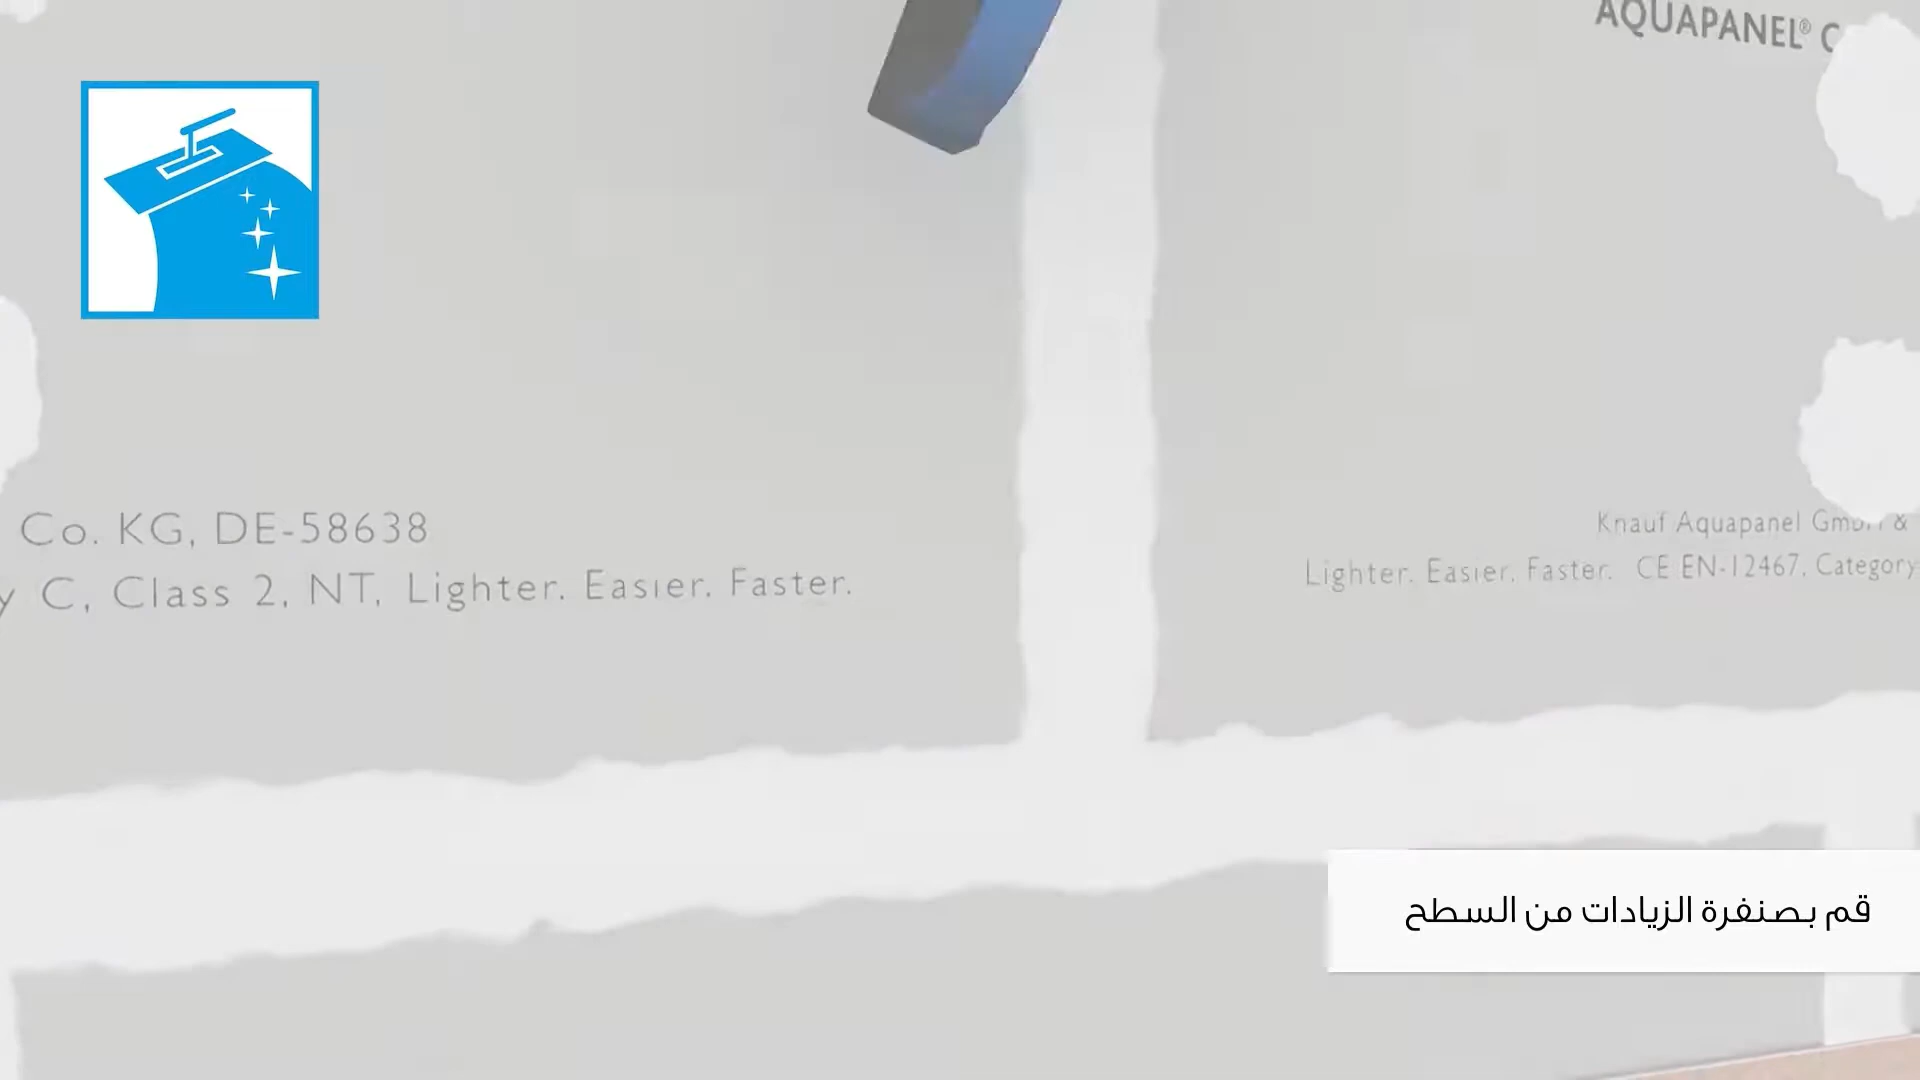 AQUAPANEL®
Co. KG, DE-58638
C, Class 2, NT, Lighter. Easier. Faster.
Knauf Aquapanel GmbH &
Lighter. Easier. Faster. CE EN-12467, Category
قم بصنفرة الزيادات من السطح